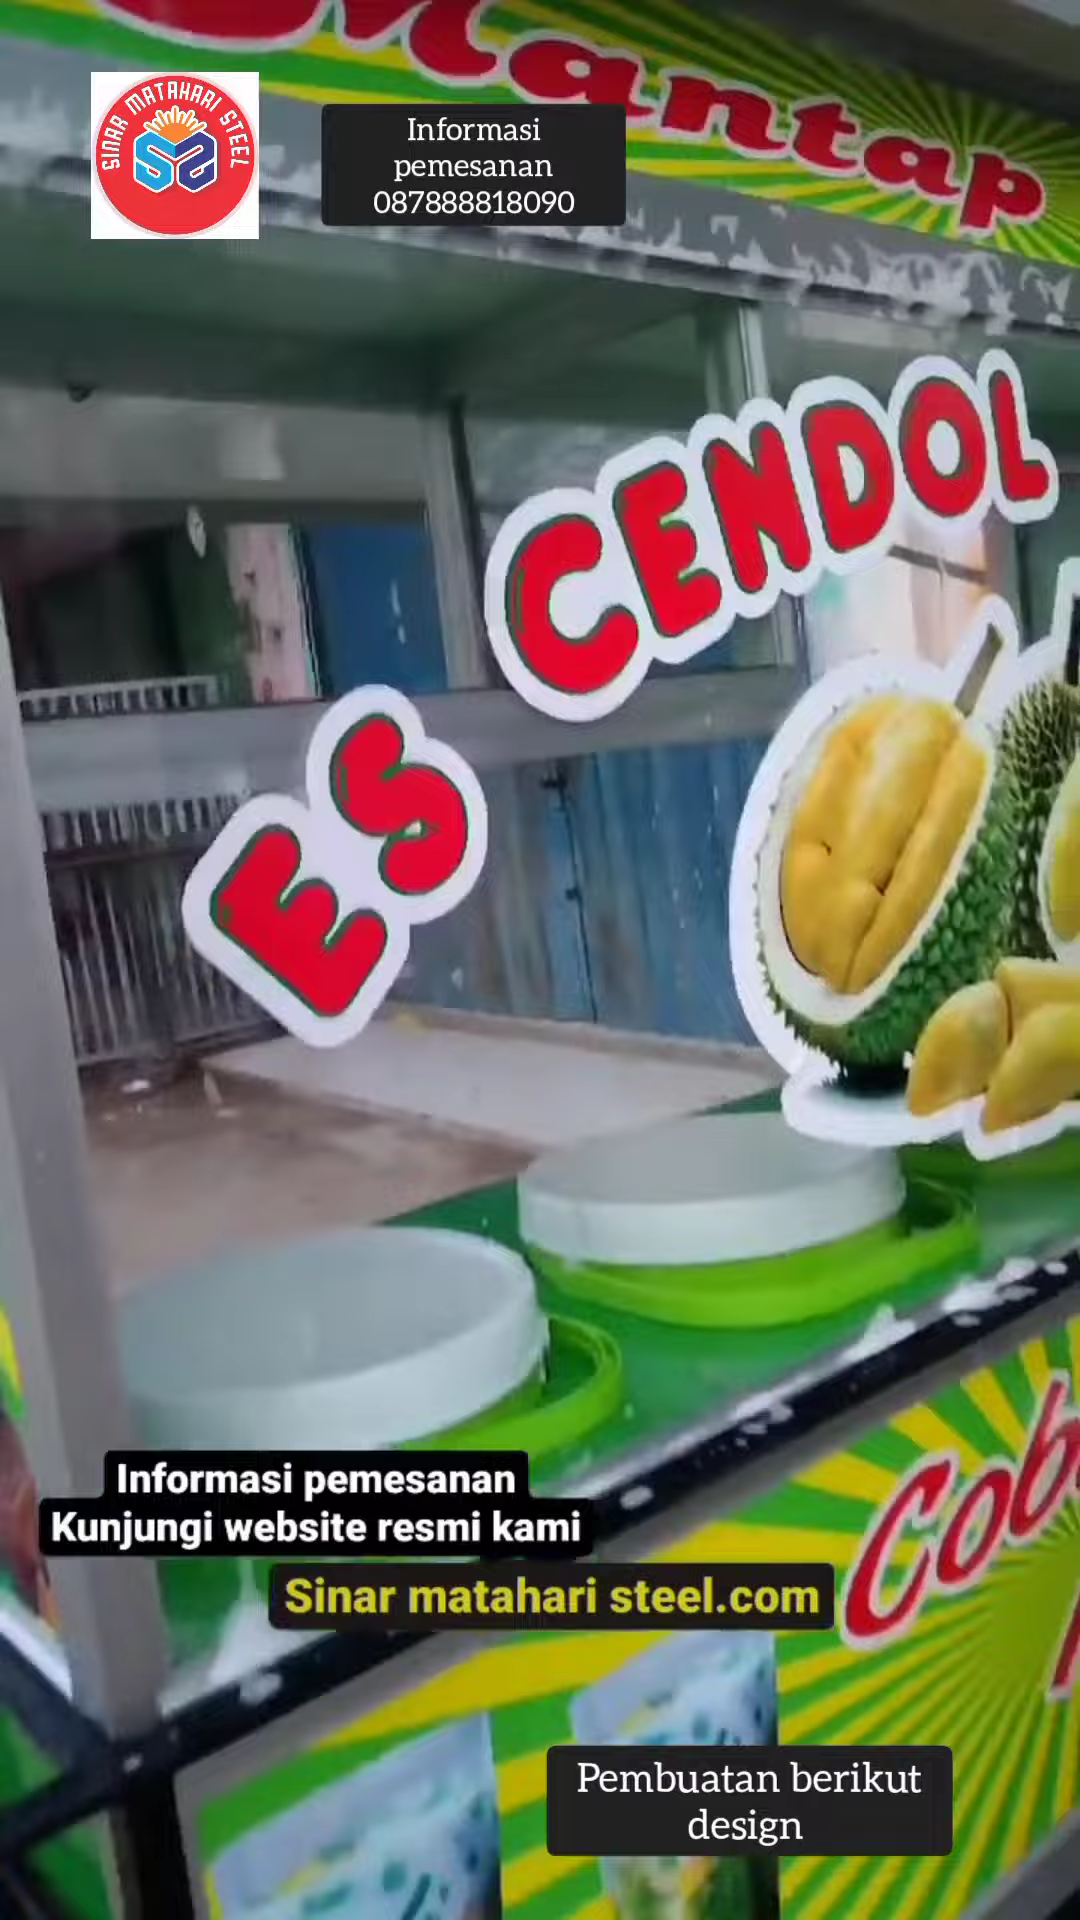 Mantap
SINAR MATAHARI STEEL
Informasi
pemesanan
087888818090
ES CENDOL
Informasi pemesanan
Kunjungi website resmi kami
Sinar matahari steel.com
Pembuatan berikut
design